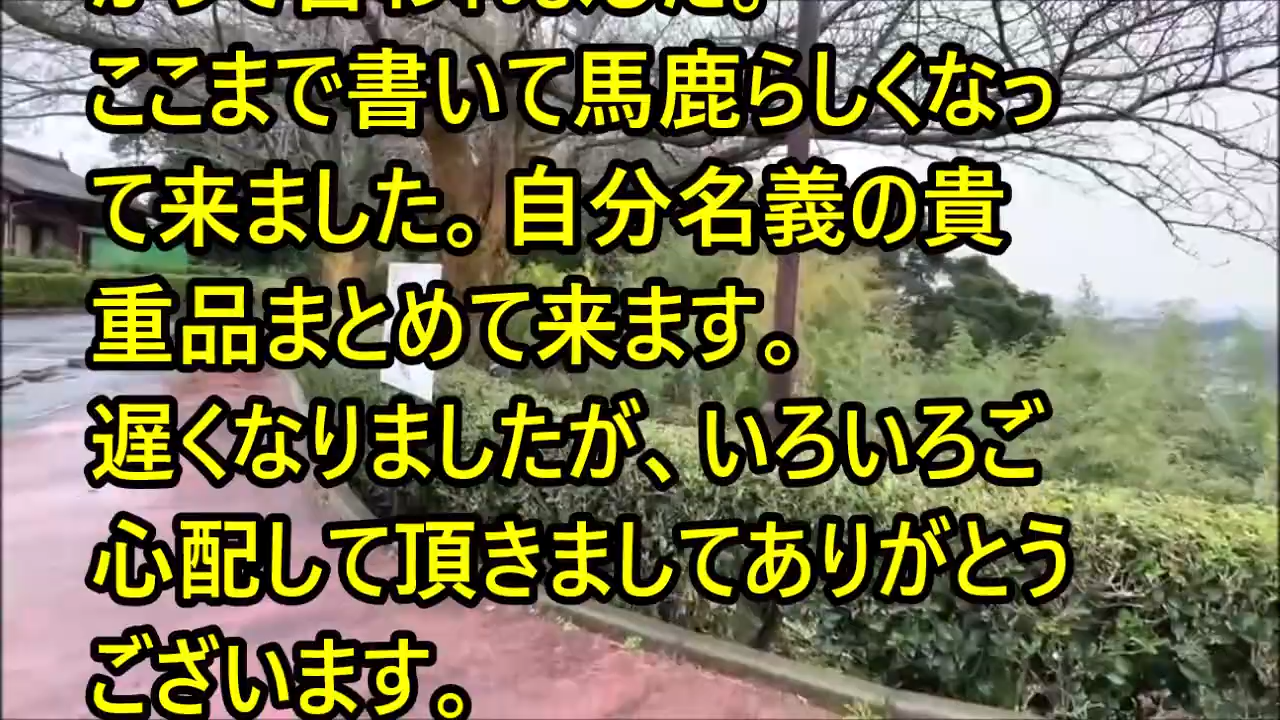 ここまで書いて馬鹿らしくなっ
て来ました。自分名義の貴
重品まとめて来ます。
遅くなりましたが、いろいろご
心配して頂きましてありがとう
ございます。